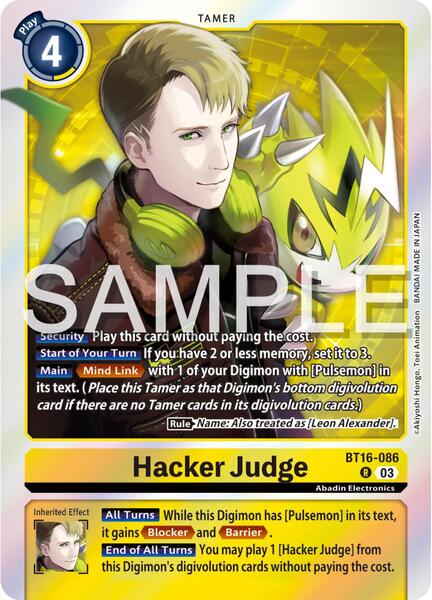 TAMER
Play
4
SAMPLE
Security Play this card without paying the cost.
Start of Your Turn If you have 2 or less memory, set it to 3.
Main Mind Link with 1 of your Digimon with [Pulsemon] in
its text. (Place this Tamer as that Digimon's bottom digivolution
card if there are no Tamer cards in its digivolution cards.)
Rule Name: Also treated as [Leon Alexander].
©Akiyoshi Hongo, Toei Animation BANDAI MADE IN JAPAN
Hacker Judge
BT16-086
R 03
Abadin Electronics
Inherited Effect
All Turns While this Digimon has [Pulsemon] in its text,
it gains Blocker and Barrier.
End of All Turns You may play 1 [Hacker Judge] from
this Digimon's digivolution cards without paying the cost.